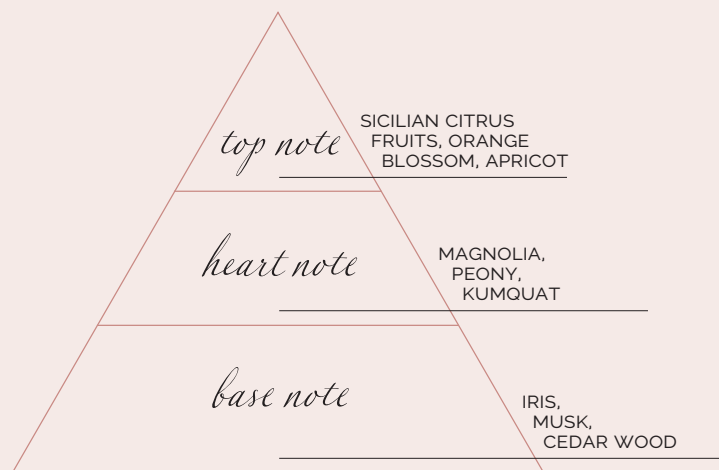 top note
SICILIAN CITRUS
FRUITS, ORANGE
BLOSSOM, APRICOT
heart note
MAGNOLIA,
PEONY,
KUMQUAT
base note
IRIS,
MUSK,
CEDAR WOOD